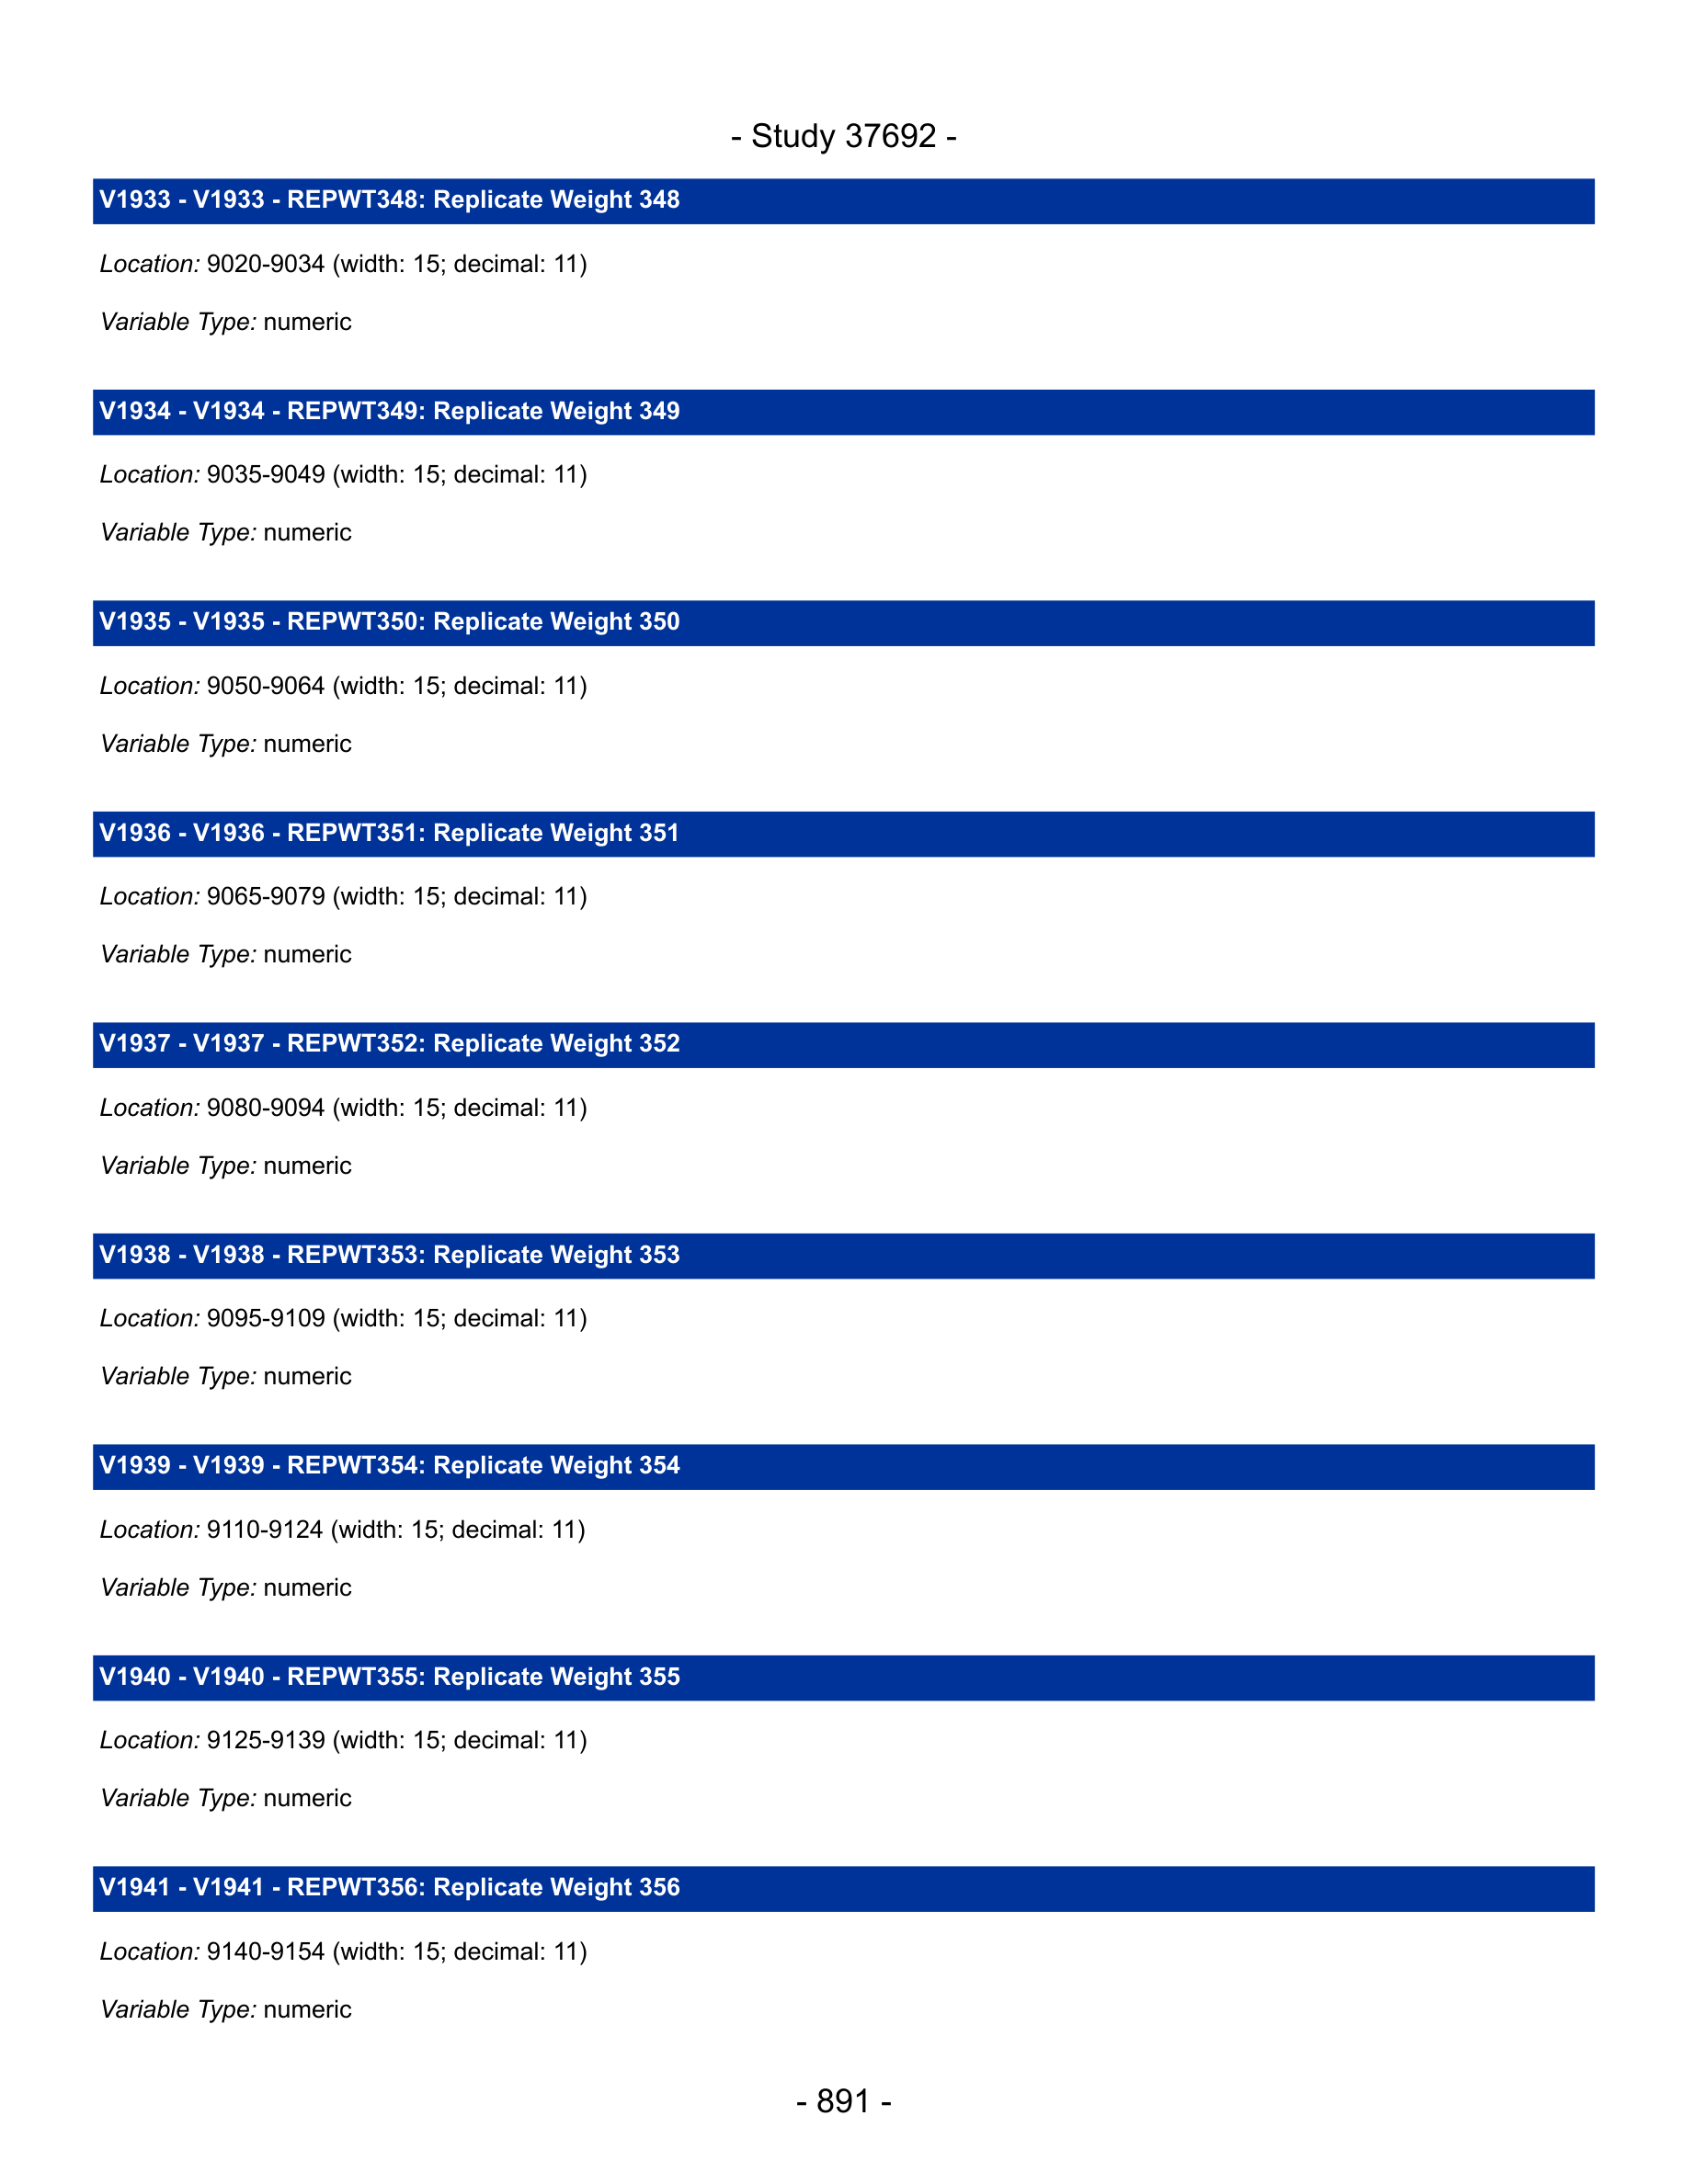 - Study 37692 -
V1933 - V1933 - REPWT348: Replicate Weight 348
Location: 9020-9034 (width: 15; decimal: 11)
Variable Type: numeric
V1934 - V1934 - REPWT349: Replicate Weight 349
Location: 9035-9049 (width: 15; decimal: 11)
Variable Type: numeric
V1935 - V1935 - REPWT350: Replicate Weight 350
Location: 9050-9064 (width: 15; decimal: 11)
Variable Type: numeric
V1936 - V1936 - REPWT351: Replicate Weight 351
Location: 9065-9079 (width: 15; decimal: 11)
Variable Type: numeric
V1937 - V1937 - REPWT352: Replicate Weight 352
Location: 9080-9094 (width: 15; decimal: 11)
Variable Type: numeric
V1938 - V1938 - REPWT353: Replicate Weight 353
Location: 9095-9109 (width: 15; decimal: 11)
Variable Type: numeric
V1939 - V1939 - REPWT354: Replicate Weight 354
Location: 9110-9124 (width: 15; decimal: 11)
Variable Type: numeric
V1940 - V1940 - REPWT355: Replicate Weight 355
Location: 9125-9139 (width: 15; decimal: 11)
Variable Type: numeric
V1941 - V1941 - REPWT356: Replicate Weight 356
Location: 9140-9154 (width: 15; decimal: 11)
Variable Type: numeric
- 891 -